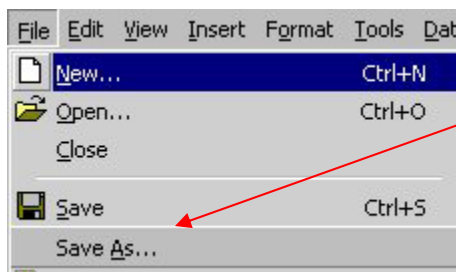 File Edit View Insert Format Tools Dat
New... Ctrl+N
Open... Ctrl+O
Close
Save Ctrl+S
Save As...